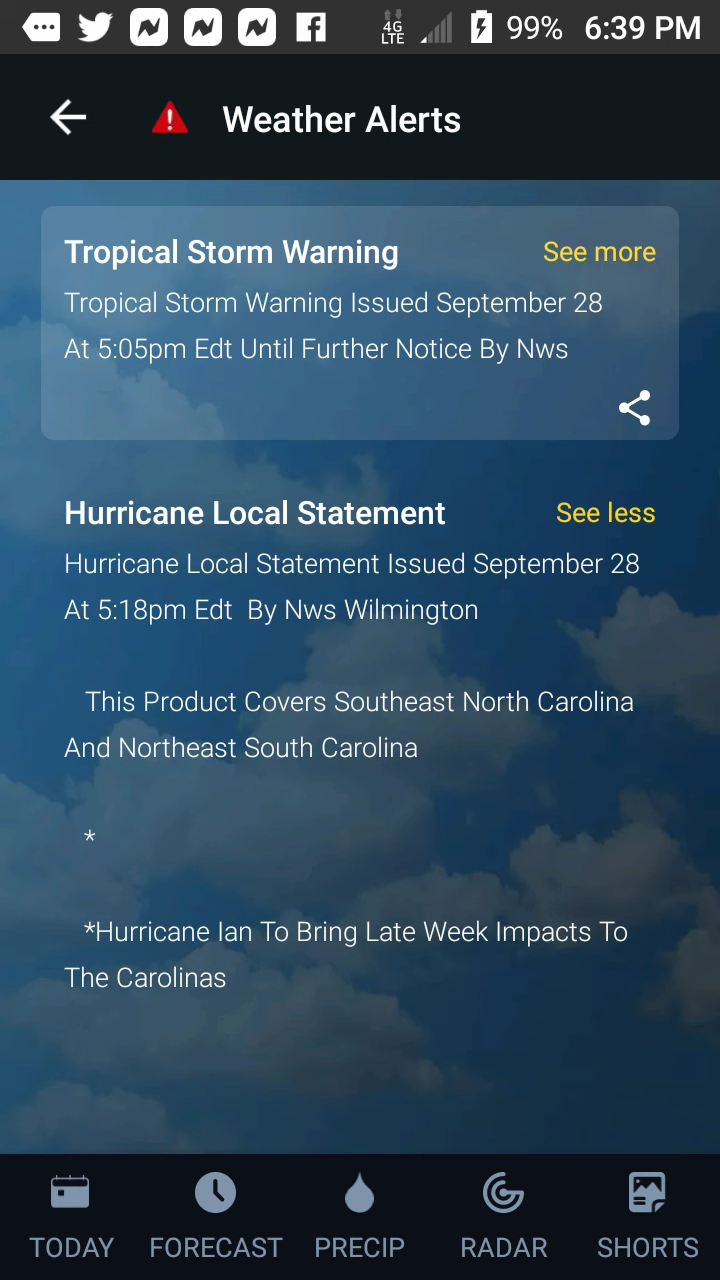 4G
LTE
99%
6:39 PM
Weather Alerts
Tropical Storm Warning
See more
Tropical Storm Warning Issued September 28
At 5:05pm Edt Until Further Notice By Nws
Hurricane Local Statement
See less
Hurricane Local Statement Issued September 28
At 5:18pm Edt  By Nws Wilmington
This Product Covers Southeast North Carolina
And Northeast South Carolina
*
*Hurricane Ian To Bring Late Week Impacts To
The Carolinas
TODAY
FORECAST
PRECIP
RADAR
SHORTS